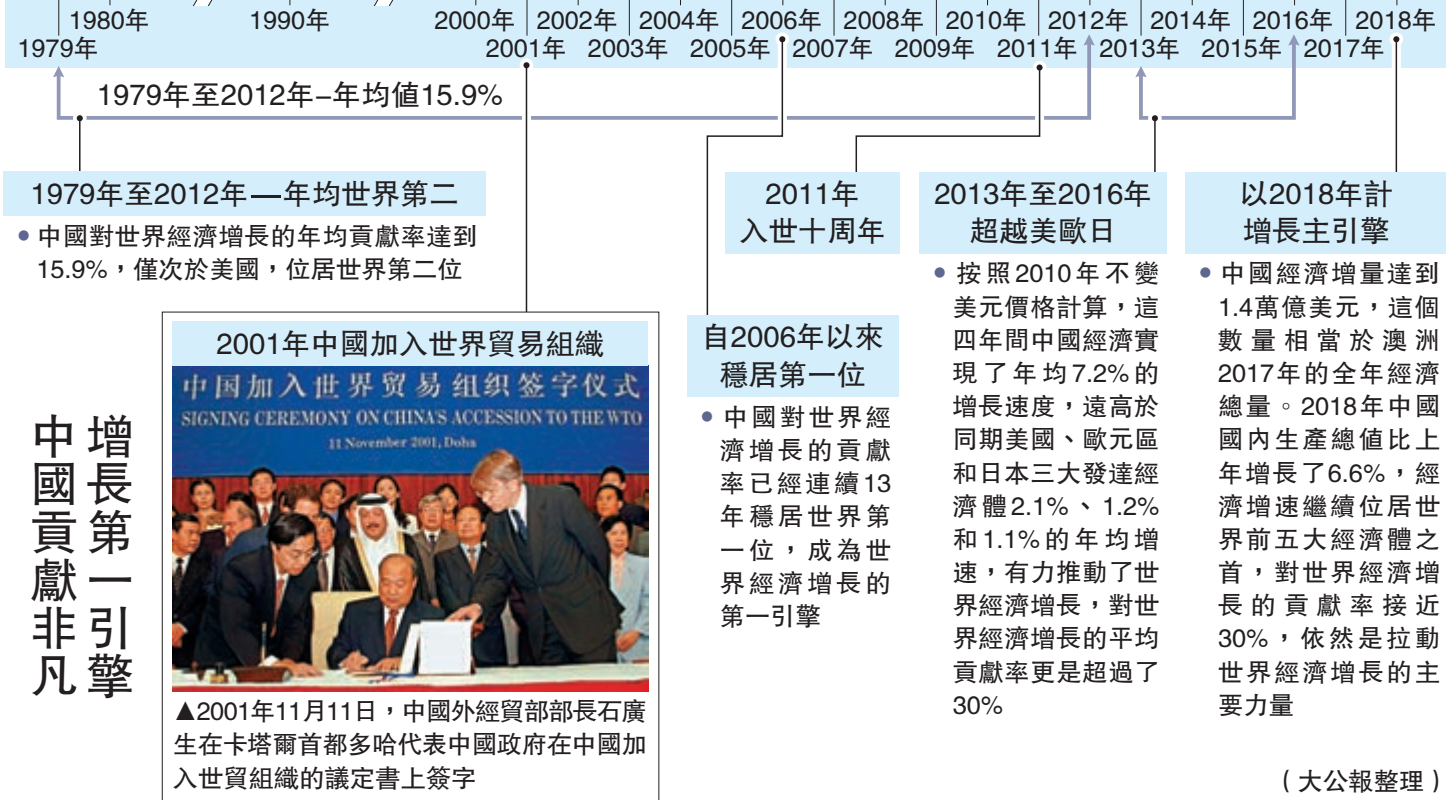 1980年 1990年 2000年 2002年 2004年 2006年 2008年 2010年 2012年 2014年 2016年 2018年
1979年 2001年 2003年 2005年 2007年 2009年 2011年 2013年 2015年 2017年
1979年至2012年–年均值15.9%
1979年至2012年—年均世界第二
•中國對世界經濟增長的年均貢獻率達到
15.9%，僅次於美國，位居世界第二位
增長第一引擎
中國貢獻非凡
2001年中國加入世界貿易組織
中国加入世界贸易组织签字仪式
SIGNING CEREMONY ON CHINA'S ACCESSION TO THE WTO
11 November 2001, Doha
▲2001年11月11日，中國外經貿部部長石廣
生在卡塔爾首都多哈代表中國政府在中國加
入世貿組織的議定書上簽字
自2006年以來
穩居第一位
•中國對世界經
濟增長的貢獻
率已經連續13
年穩居世界第
一位，成為世
界經濟增長的
第一引擎
2011年
入世十周年
2013年至2016年
超越美歐日
•按照2010年不變
美元價格計算，這
四年間中國經濟實
現了年均7.2%的
增長速度，遠高於
同期美國、歐元區
和日本三大發達經
濟體2.1%、1.2%
和1.1%的年均增
速，有力推動了世
界經濟增長，對世
界經濟增長的平均
貢獻率更是超過了
30%
以2018年計
增長主引擎
•中國經濟增量達到
1.4萬億美元，這個
數量相當於澳洲
2017年的全年經濟
總量。2018年中國
國內生產總值比上
年增長了6.6%，經
濟增速繼續位居世
界前五大經濟體之
首，對世界經濟增
長的貢獻率接近
30%，依然是拉動
世界經濟增長的主
要力量
（大公報整理）